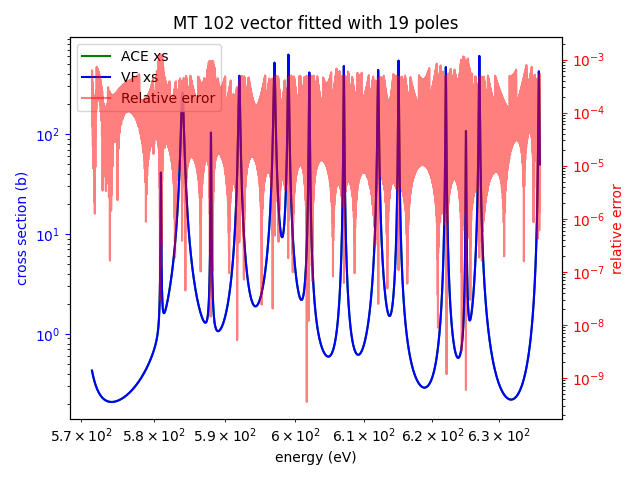 MT 102 vector fitted with 19 poles
ACE xs
VF xs
Relative error
cross section (b)
10²
10¹
10⁰
10⁻³
10⁻⁴
10⁻⁵
10⁻⁶
10⁻⁷
10⁻⁸
10⁻⁹
relative error
5.7 × 10² 5.8 × 10² 5.9 × 10² 6 × 10² 6.1 × 10² 6.2 × 10² 6.3 × 10²
energy (eV)